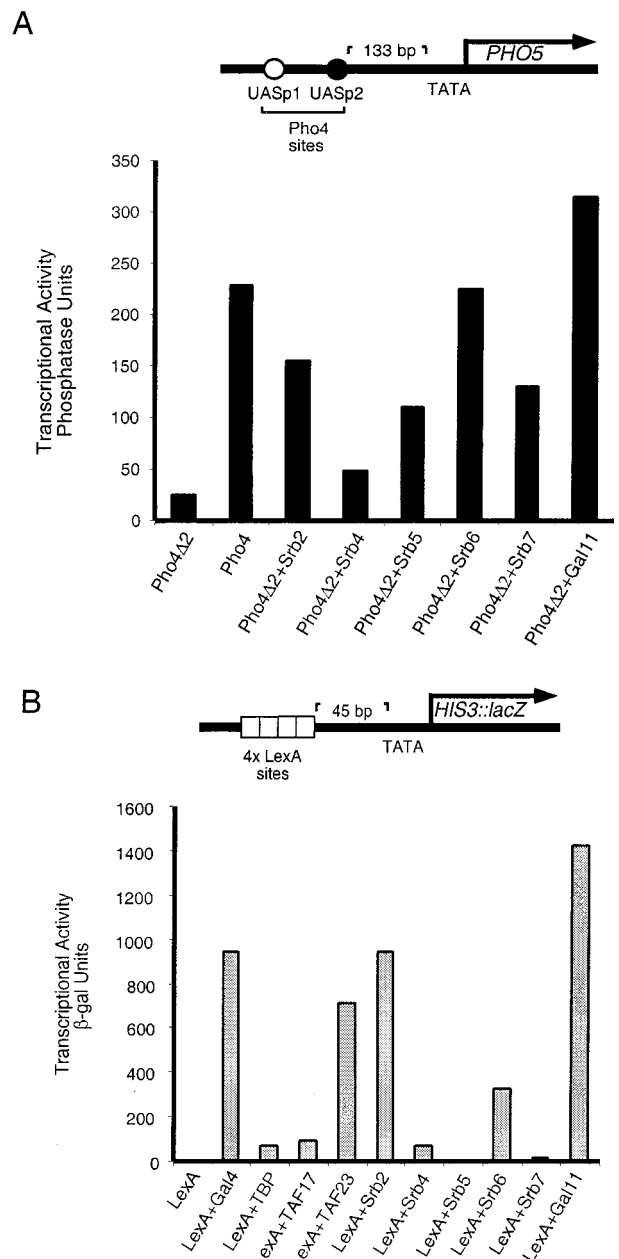 A
133 bp
PHO5
UASp1 UASp2
TATA
Pho4
sites
350
300
250
200
150
100
50
0
Transcriptional Activity
Phosphatase Units
Pho4Δ2
Pho4
Pho4Δ2+Srb2
Pho4Δ2+Srb4
Pho4Δ2+Srb5
Pho4Δ2+Srb6
Pho4Δ2+Srb7
Pho4Δ2+Gal11
B
45 bp
HIS3::lacZ
TATA
4x LexA
sites
1600
1400
1200
1000
800
600
400
200
0
Transcriptional Activity
β-gal Units
LexA
LexA+Gal4
LexA+TBP
exA+TAF17
exA+TAF23
LexA+Srb2
LexA+Srb4
LexA+Srb5
LexA+Srb6
LexA+Srb7
LexA+Gal11